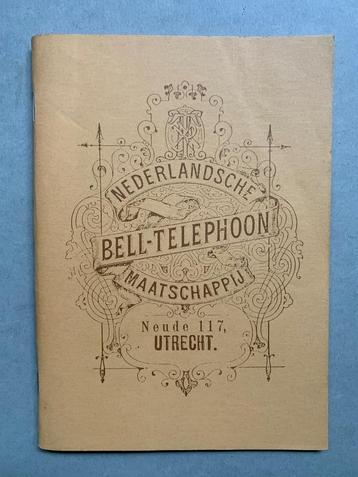 NEDERLANDSCHE
BELL-TELEPHOON
MAATSCHAPPIJ
Neude 117,
UTRECHT.